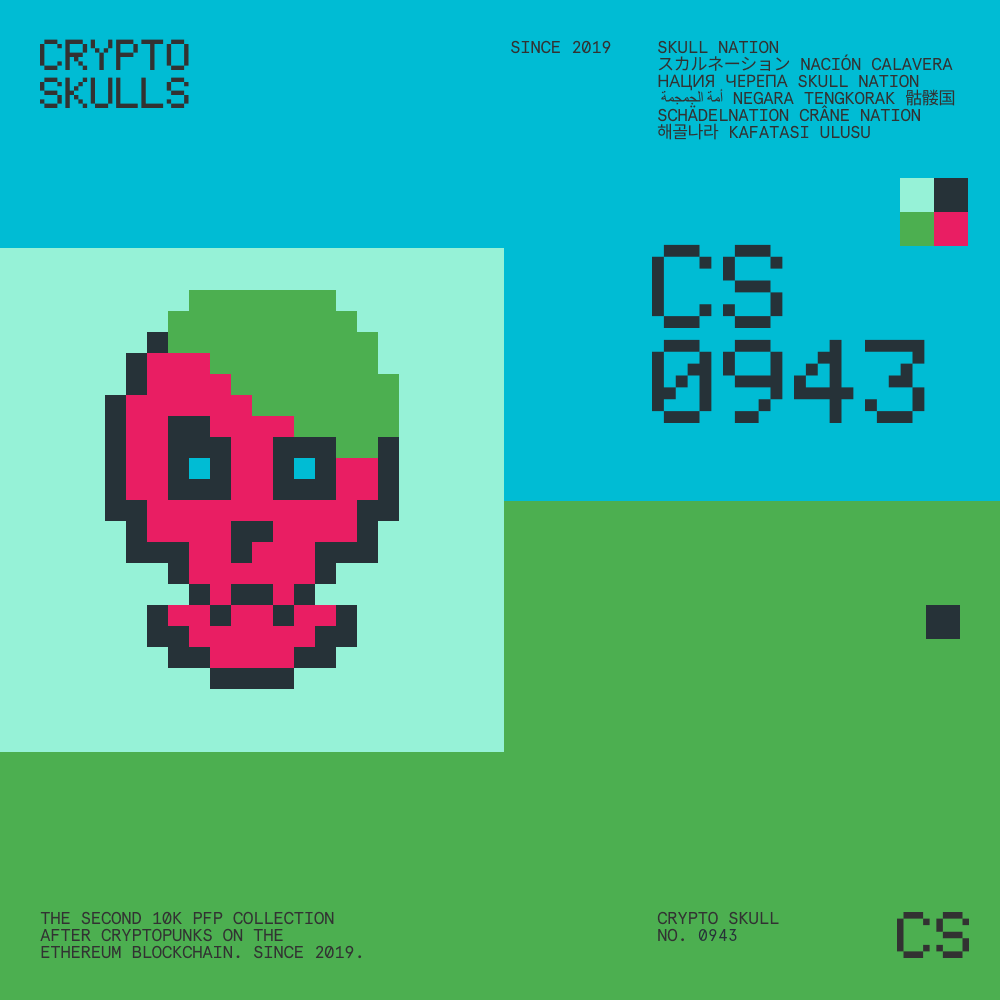 CRYPTO
SKULLS
SINCE 2019
SKULL NATION
スカルネーション NACIÓN CALAVERA
НАЦИЯ ЧЕРЕПА SKULL NATION
أمة الجمجمة NEGARA TENGKORAK 骷髅国
SCHÄDELNATION CRÂNE NATION
해골나라 KAFATASI ULUSU
CS
0943
THE SECOND 10K PFP COLLECTION
AFTER CRYPTOPUNKS ON THE
ETHEREUM BLOCKCHAIN. SINCE 2019.
CRYPTO SKULL
NO. 0943
CS